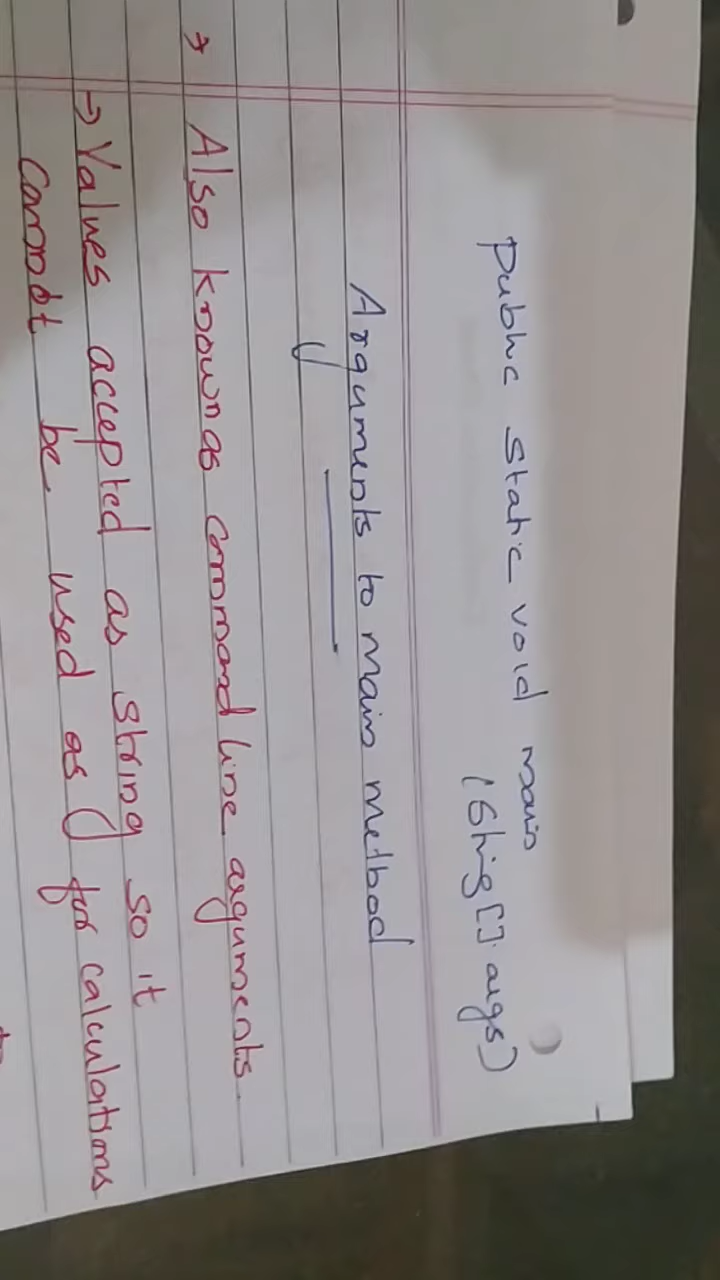 public static void main
(String[] args)
Arguments to main method
→ Also known as command line arguments.
→ Values accepted as string so it
cannot be used as for calculations